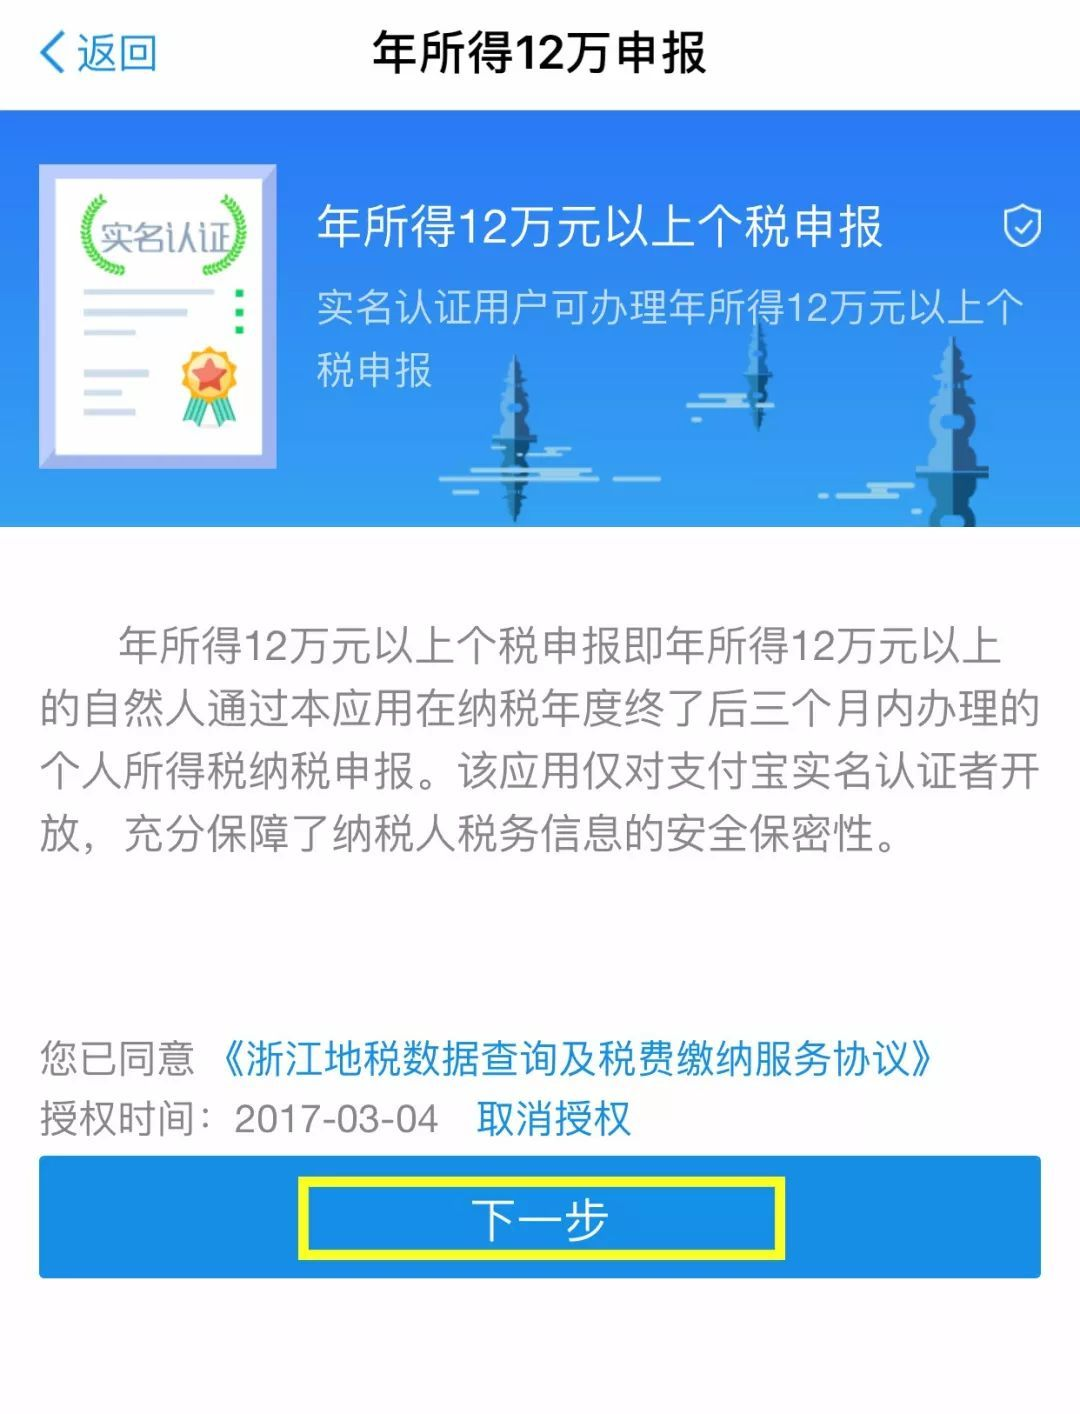 返回
年所得12万申报
实名认证
年所得12万元以上个税申报
实名认证用户可办理年所得12万元以上个
税申报
年所得12万元以上个税申报即年所得12万元以上
的自然人通过本应用在纳税年度终了后三个月内办理的
个人所得税纳税申报。该应用仅对支付宝实名认证者开
放，充分保障了纳税人税务信息的安全保密性。
您已同意 《浙江地税数据查询及税费缴纳服务协议》
授权时间：2017-03-04 取消授权
下一步